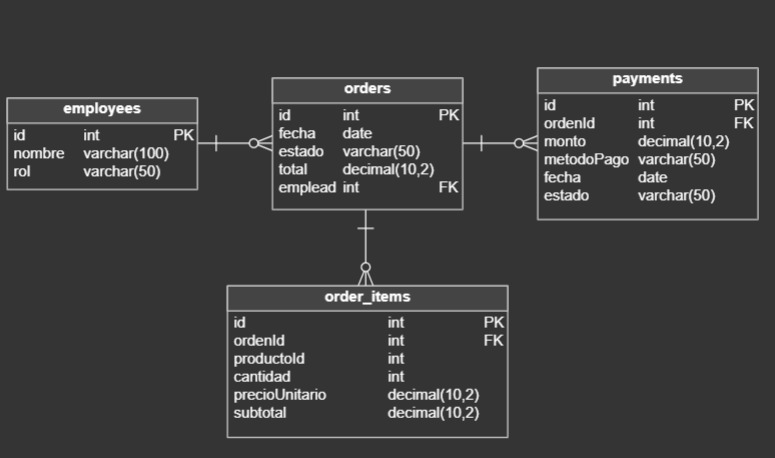 employees
id int PK
nombre varchar(100)
rol varchar(50)
orders
id int PK
fecha date
estado varchar(50)
total decimal(10,2)
emplead int FK
payments
id int PK
ordenId int FK
monto decimal(10,2)
metodoPago varchar(50)
fecha date
estado varchar(50)
order_items
id int PK
ordenId int FK
productoId int
cantidad int
precioUnitario decimal(10,2)
subtotal decimal(10,2)